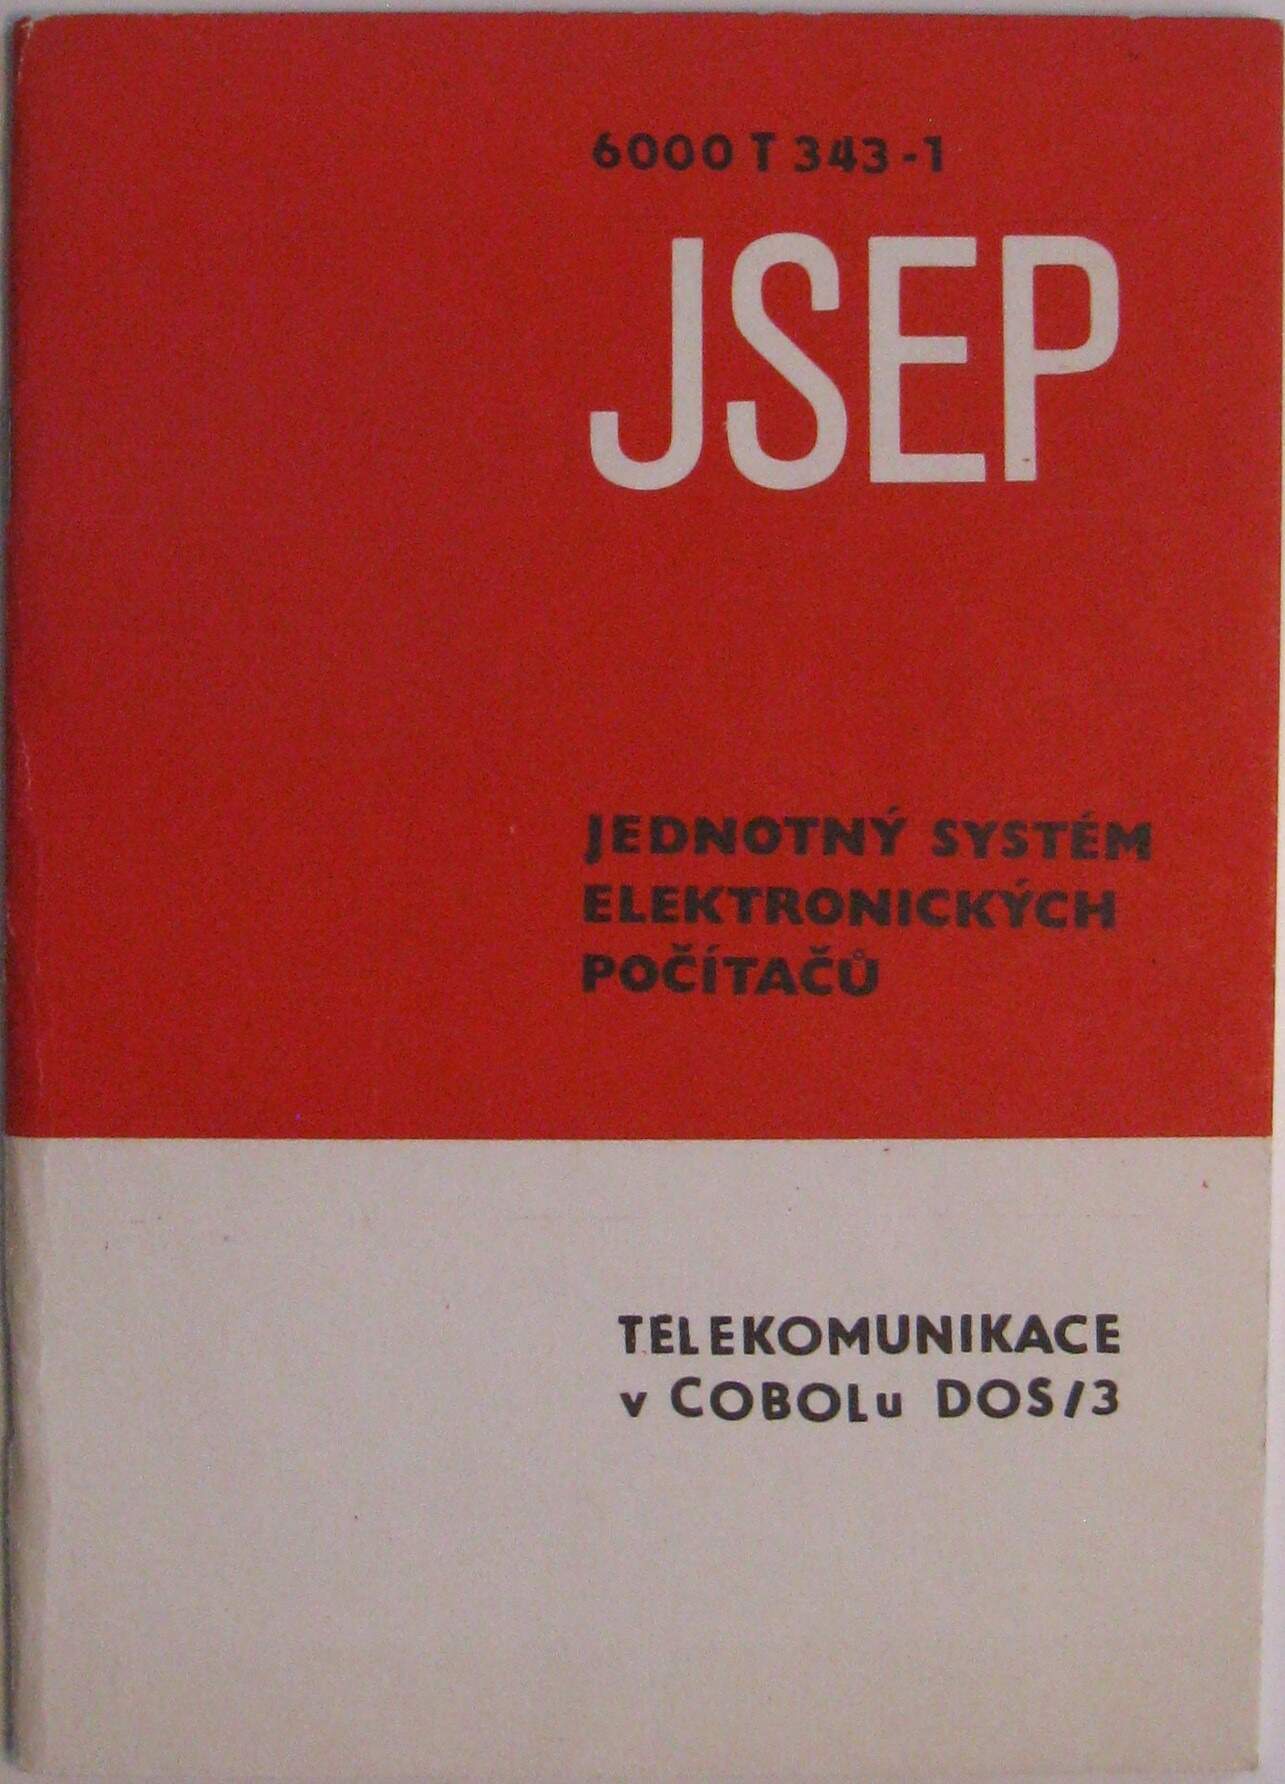 6000 T 343-1
JSEP
JEDNOTNÝ SYSTÉM
ELEKTRONICKÝCH
POČÍTAČŮ
TELEKOMUNIKACE
v COBOLu DOS/3